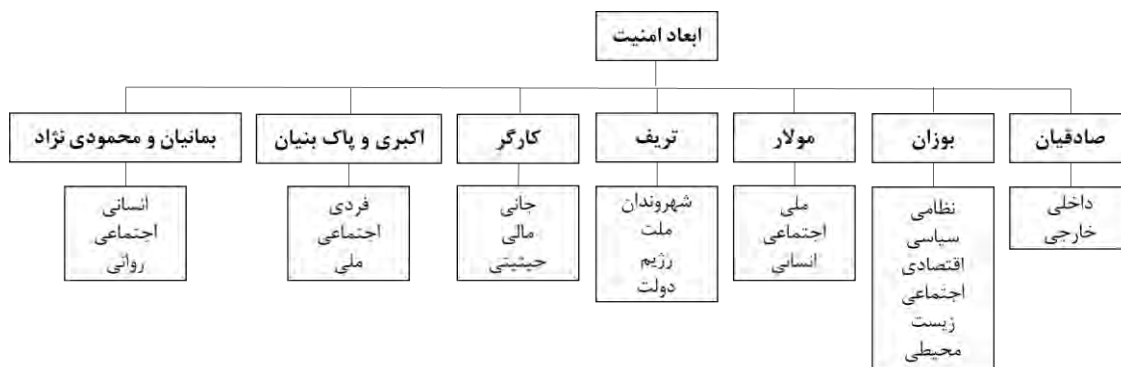 ابعاد امنیت
صادقیان
داخلی
خارجی
بوزان
نظامی
سیاسی
اقتصادی
اجتماعی
زیست
محیطی
مولار
ملی
اجتماعی
انسانی
تریف
شهروندان
ملت
رژیم
دولت
کارگر
جانی
مالی
حیثیتی
اکبری و پاک بنیان
فردی
اجتماعی
ملی
بمانیان و محمودی نژاد
انسانی
اجتماعی
روانی